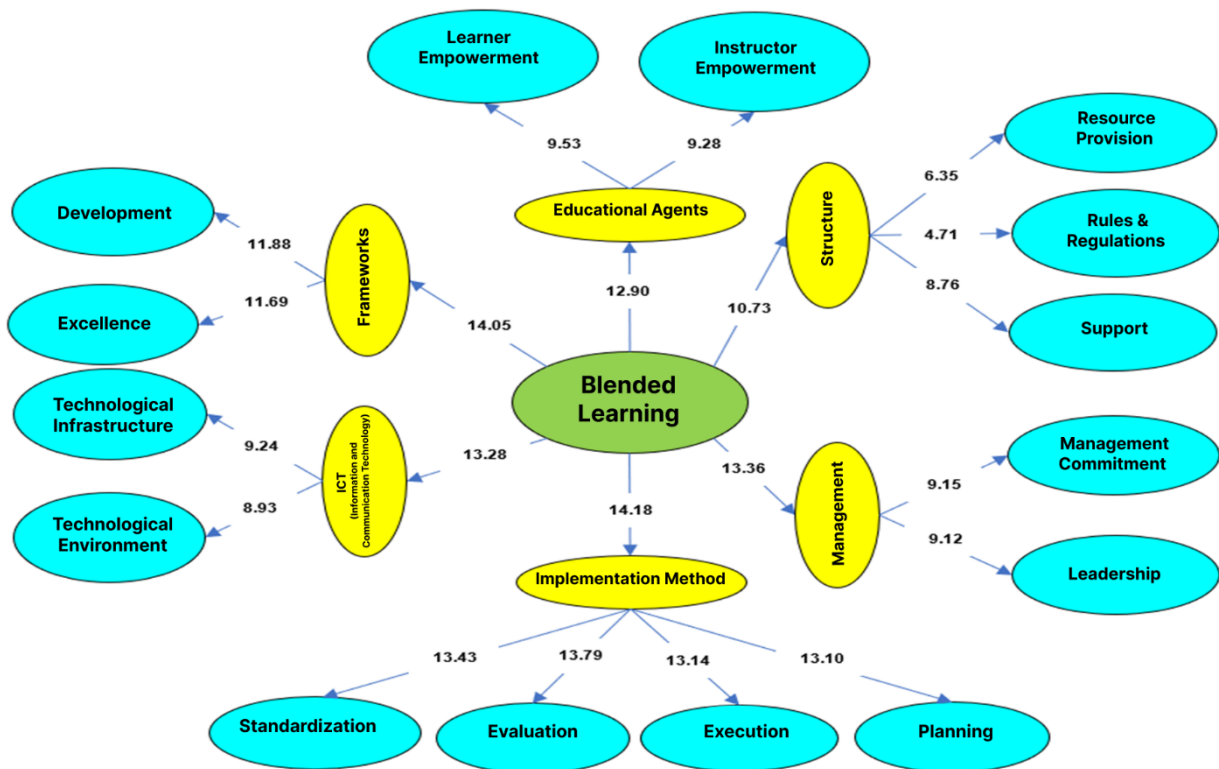 Learner
Empowerment
Instructor
Empowerment
9.53
9.28
Educational Agents
12.90
Resource
Provision
Rules &
Regulations
Support
6.35
4.71
8.76
Structure
10.73
Development
Excellence
11.88
11.69
Frameworks
14.05
Blended
Learning
Technological
Infrastructure
Technological
Environment
9.24
8.93
ICT
(Information and
Communication Technology)
13.28
Management
Commitment
Leadership
9.15
9.12
Management
13.36
14.18
Implementation Method
13.43
13.79
13.14
13.10
Standardization
Evaluation
Execution
Planning